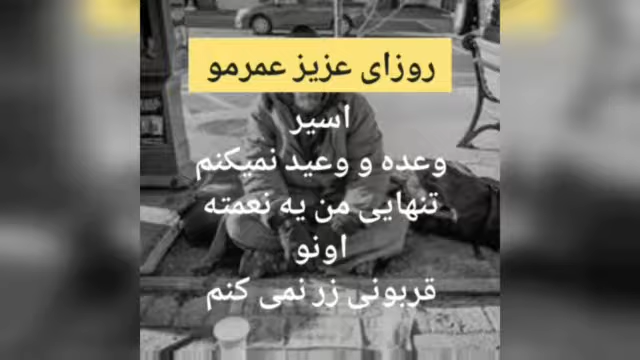 روزای عزیز عمرمو
اسیر
وعده و وعید نمیکنم
تنهایی من یه نعمته
اونو
قربونی زر نمی کنم